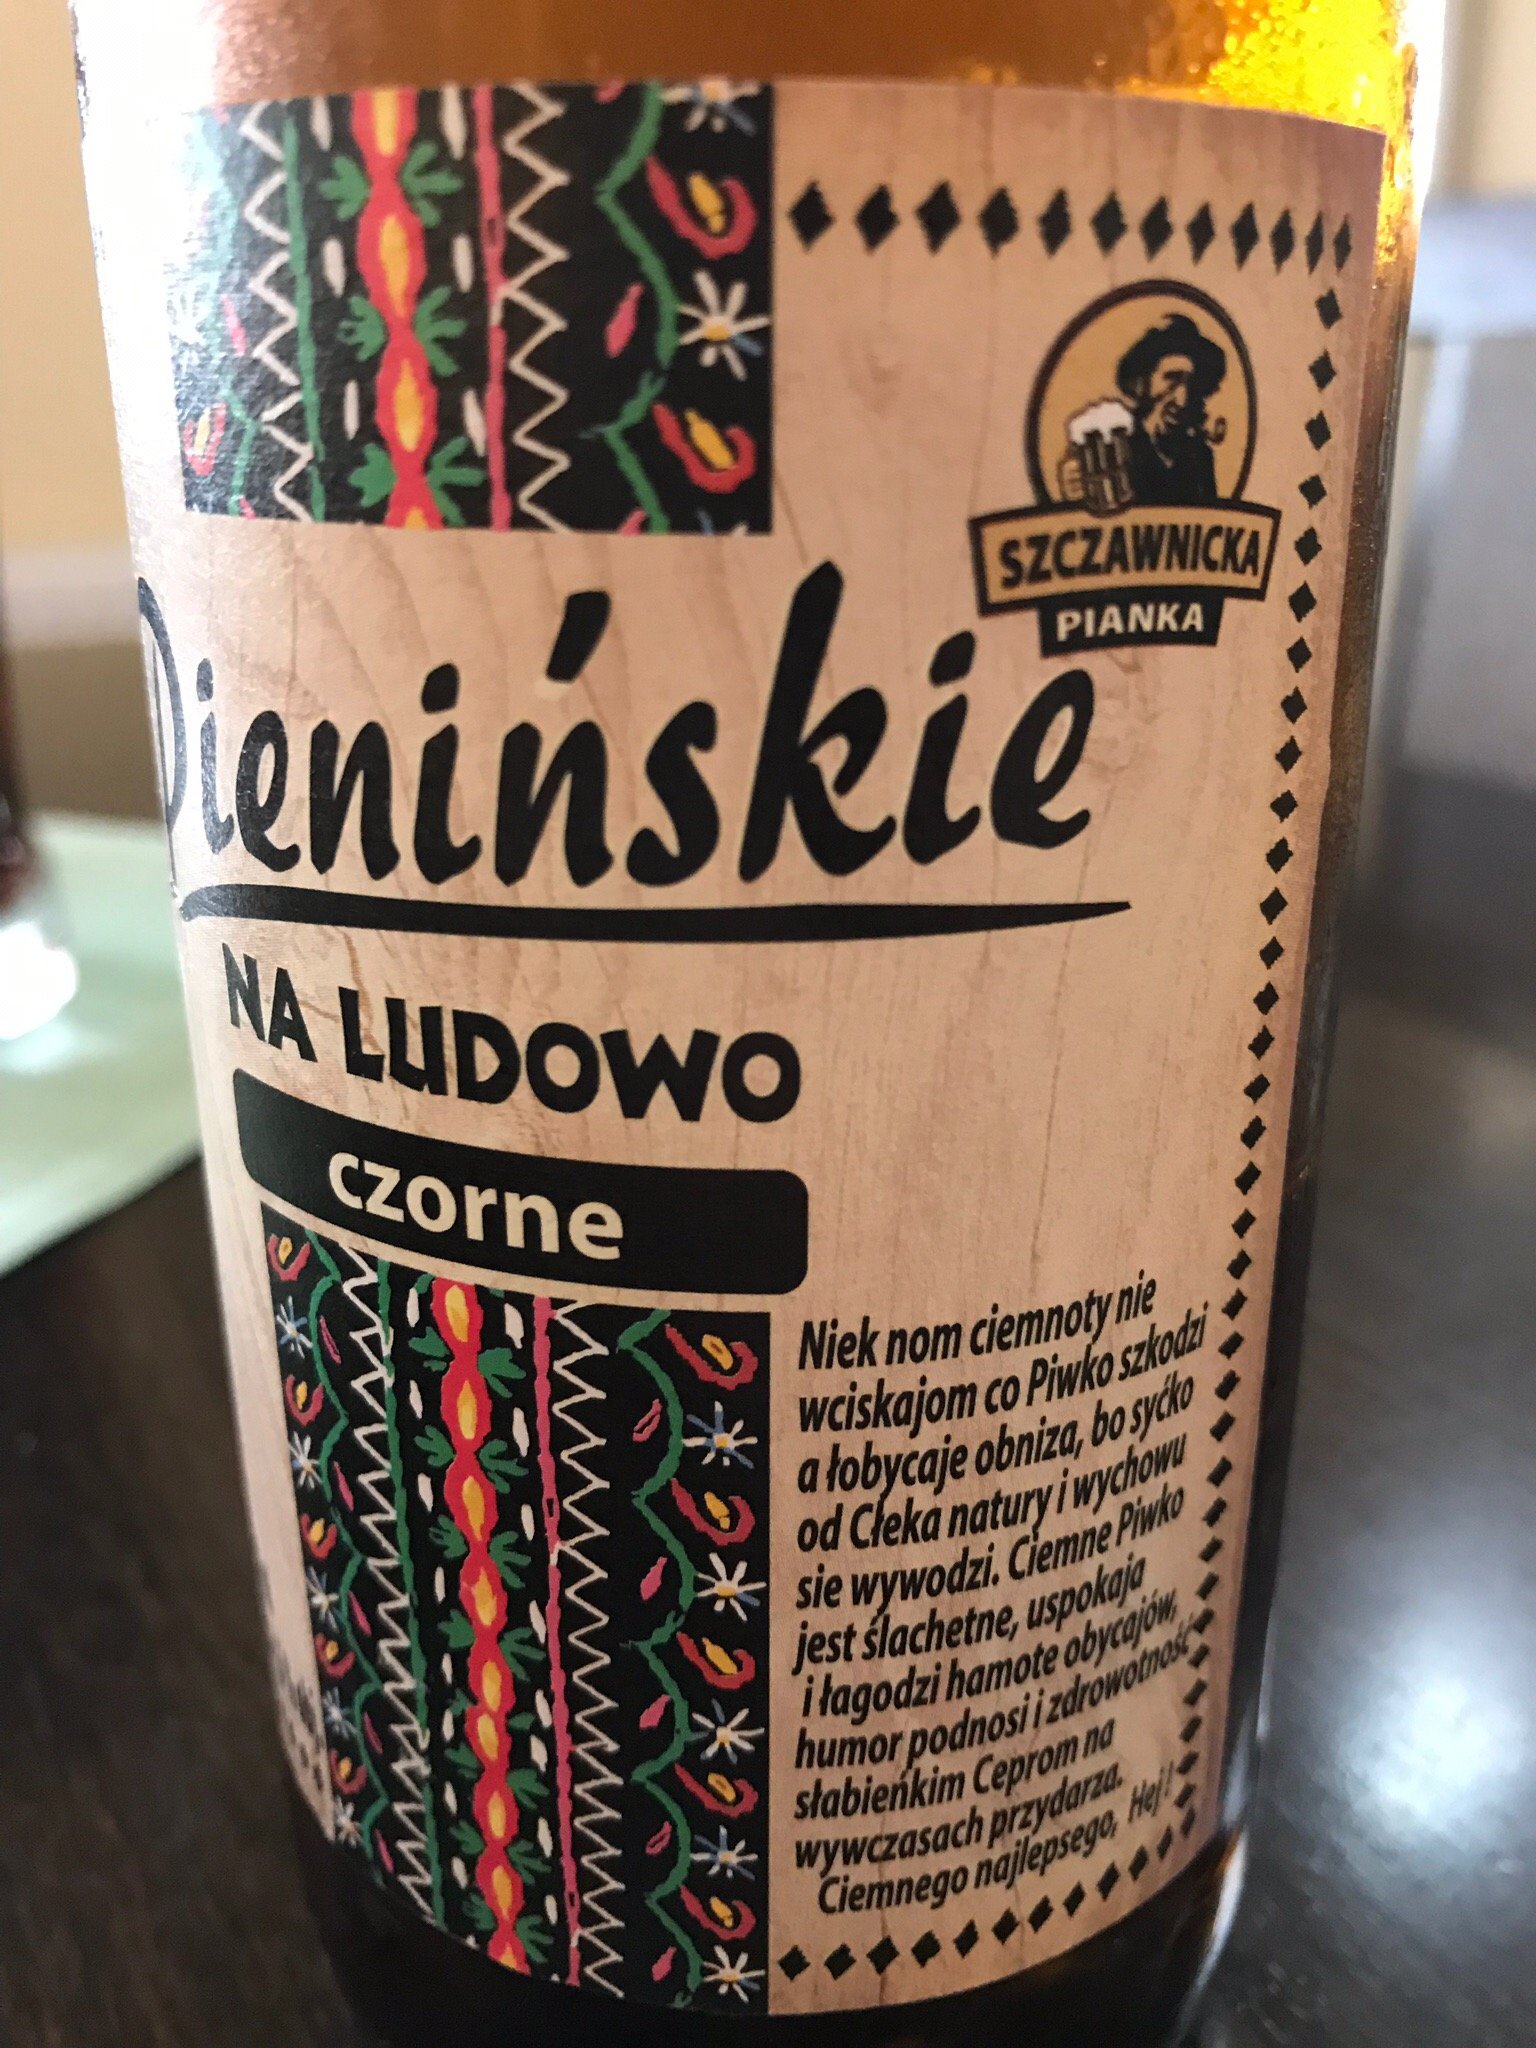 SZCZAWNICKA
PIANKA
Pienińskie
NA LUDOWO
czorne
Niek nom ciemnoty nie
wciskajom co Piwko szkodzi
a łobycaje obniza, bo syćko
od Cłeka natury i wychowu
sie wywodzi. Ciemne Piwko
jest ślachetne, uspokaja
i łagodzi hamote obycajów,
humor podnosi i zdrowotność
słabieńkim Ceprom na
wywczasach przydarza.
Ciemnego najlepsego, Hej!